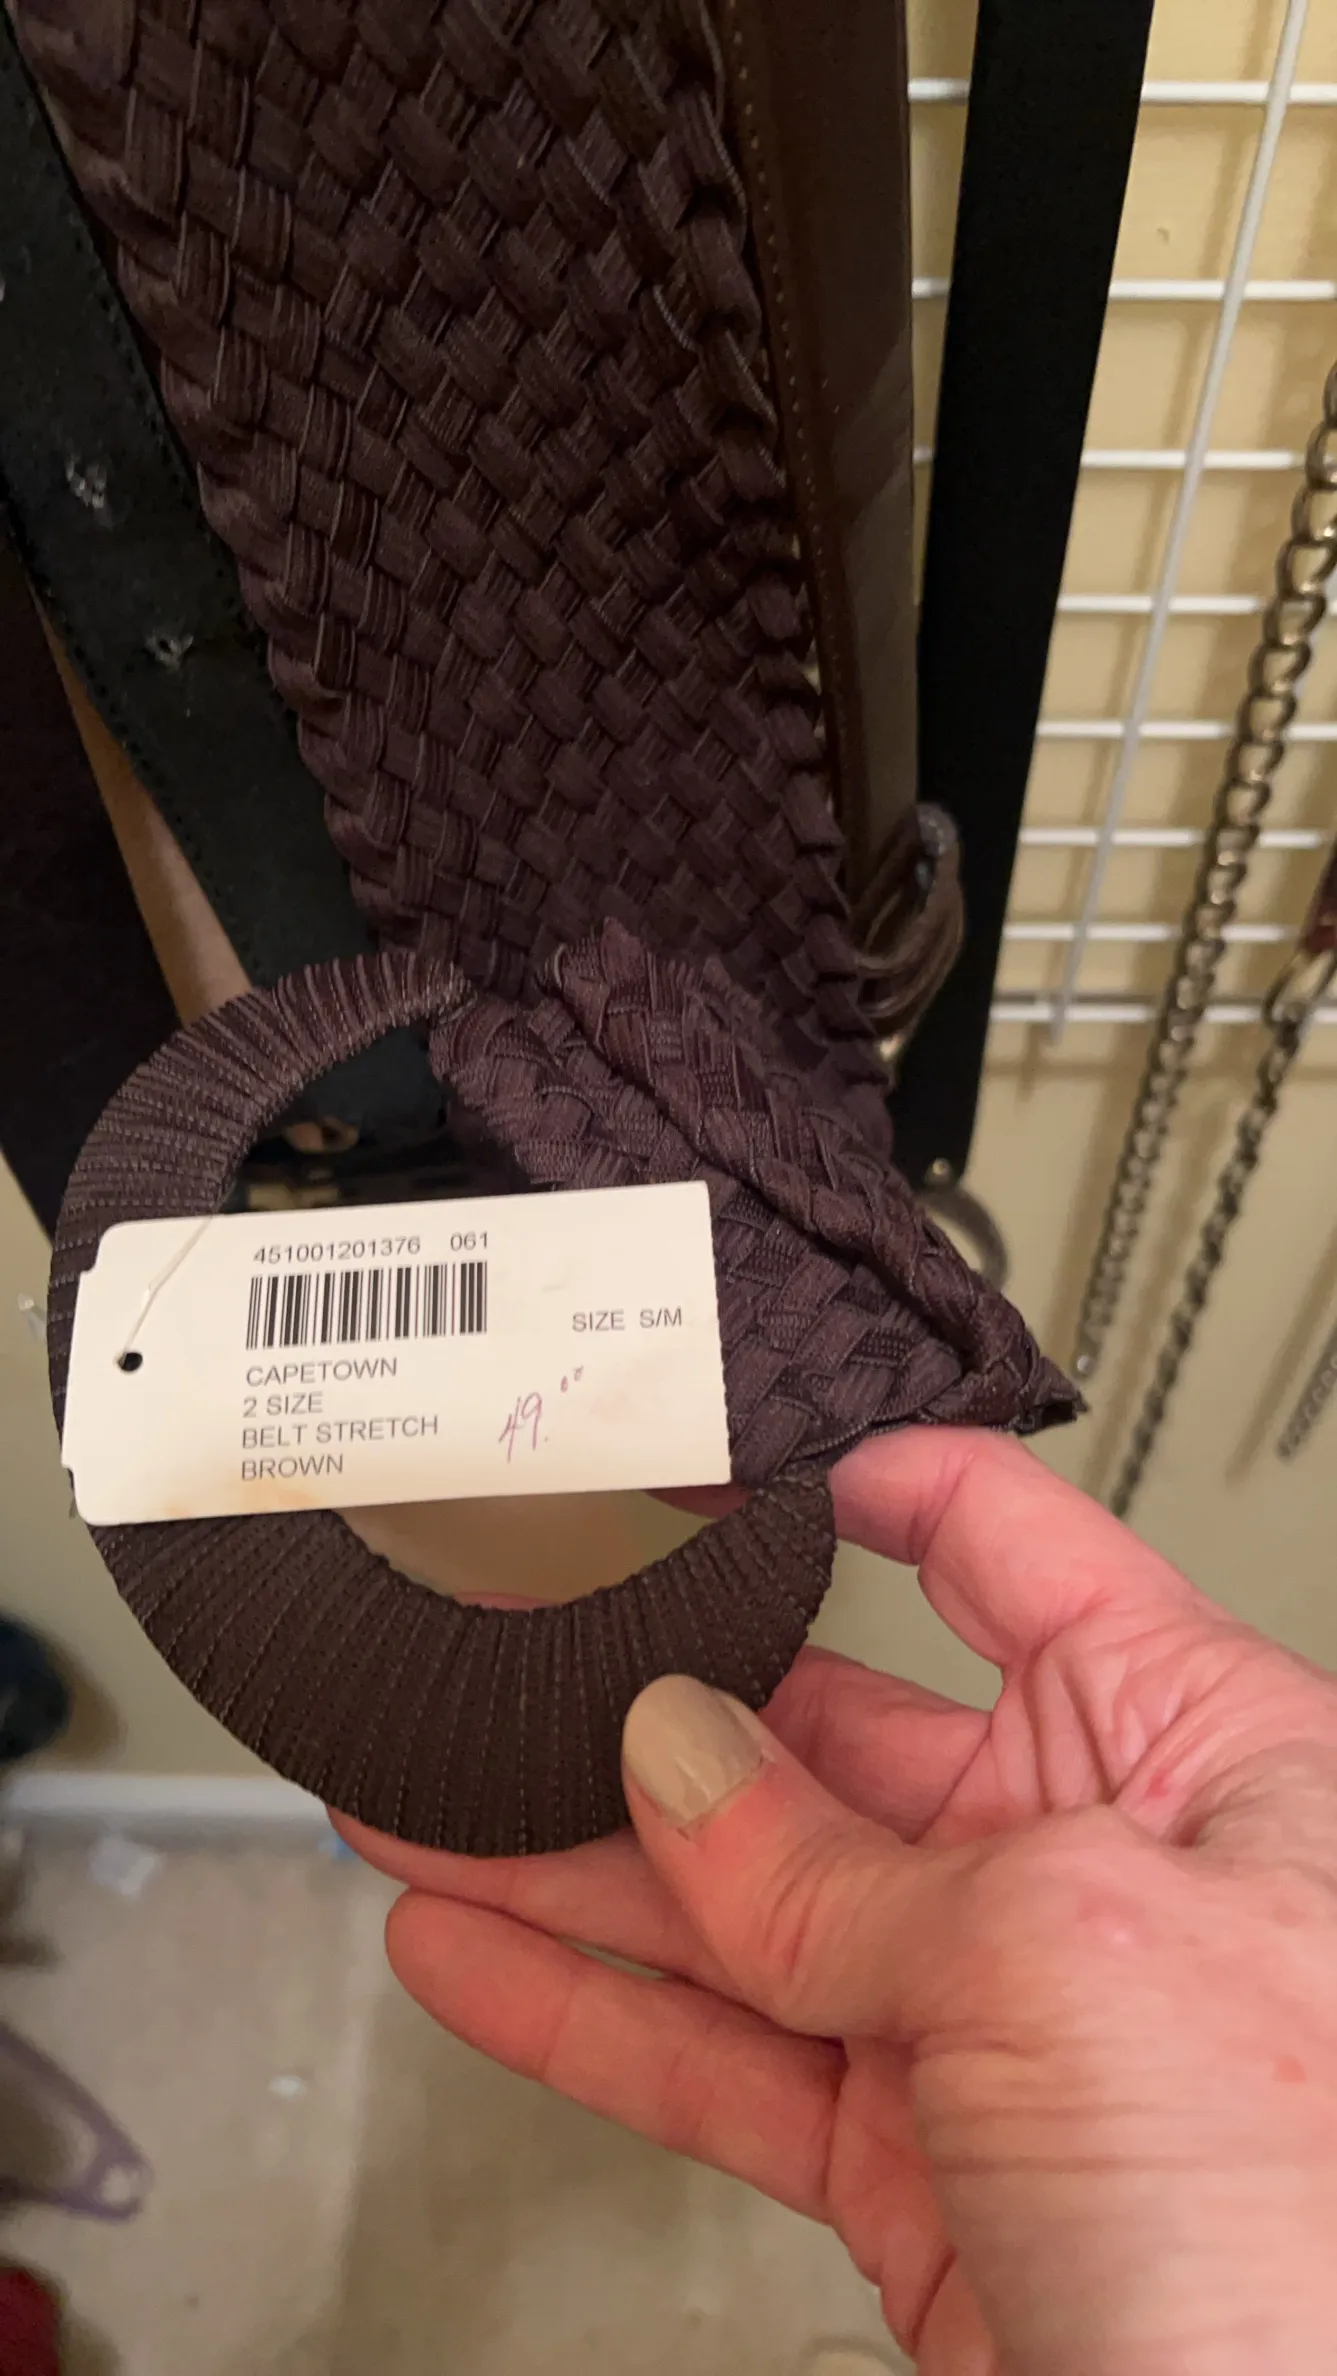 451001201376 061
SIZE S/M
CAPETOWN
2 SIZE
BELT STRETCH
BROWN
49.00